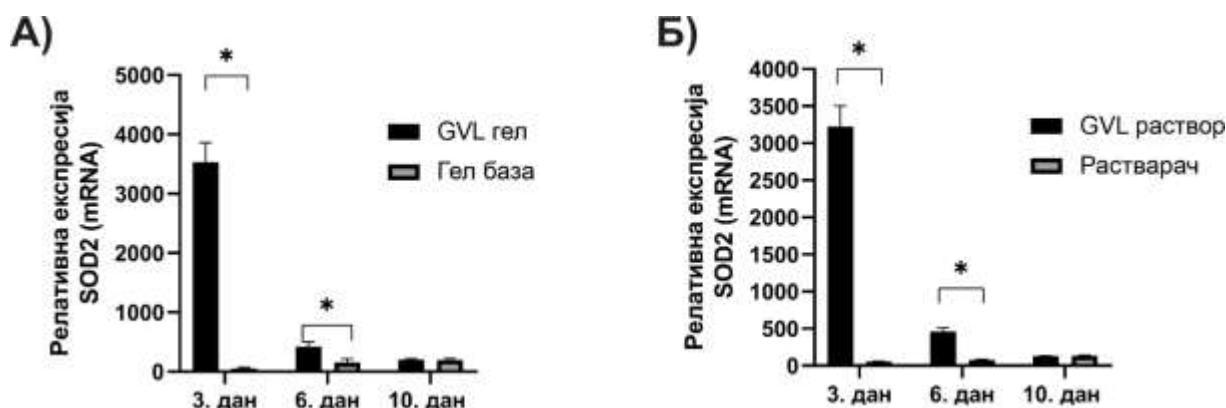 А)
Релативна експресија
SOD2 (mRNA)
5000
4000
3000
2000
1000
0
*
*
GVL гел
Гел база
3. дан
6. дан
10. дан
Б)
Релативна експресија
SOD2 (mRNA)
4000
3500
3000
2500
2000
1500
1000
500
0
*
*
GVL раствор
Растварач
3. дан
6. дан
10. дан